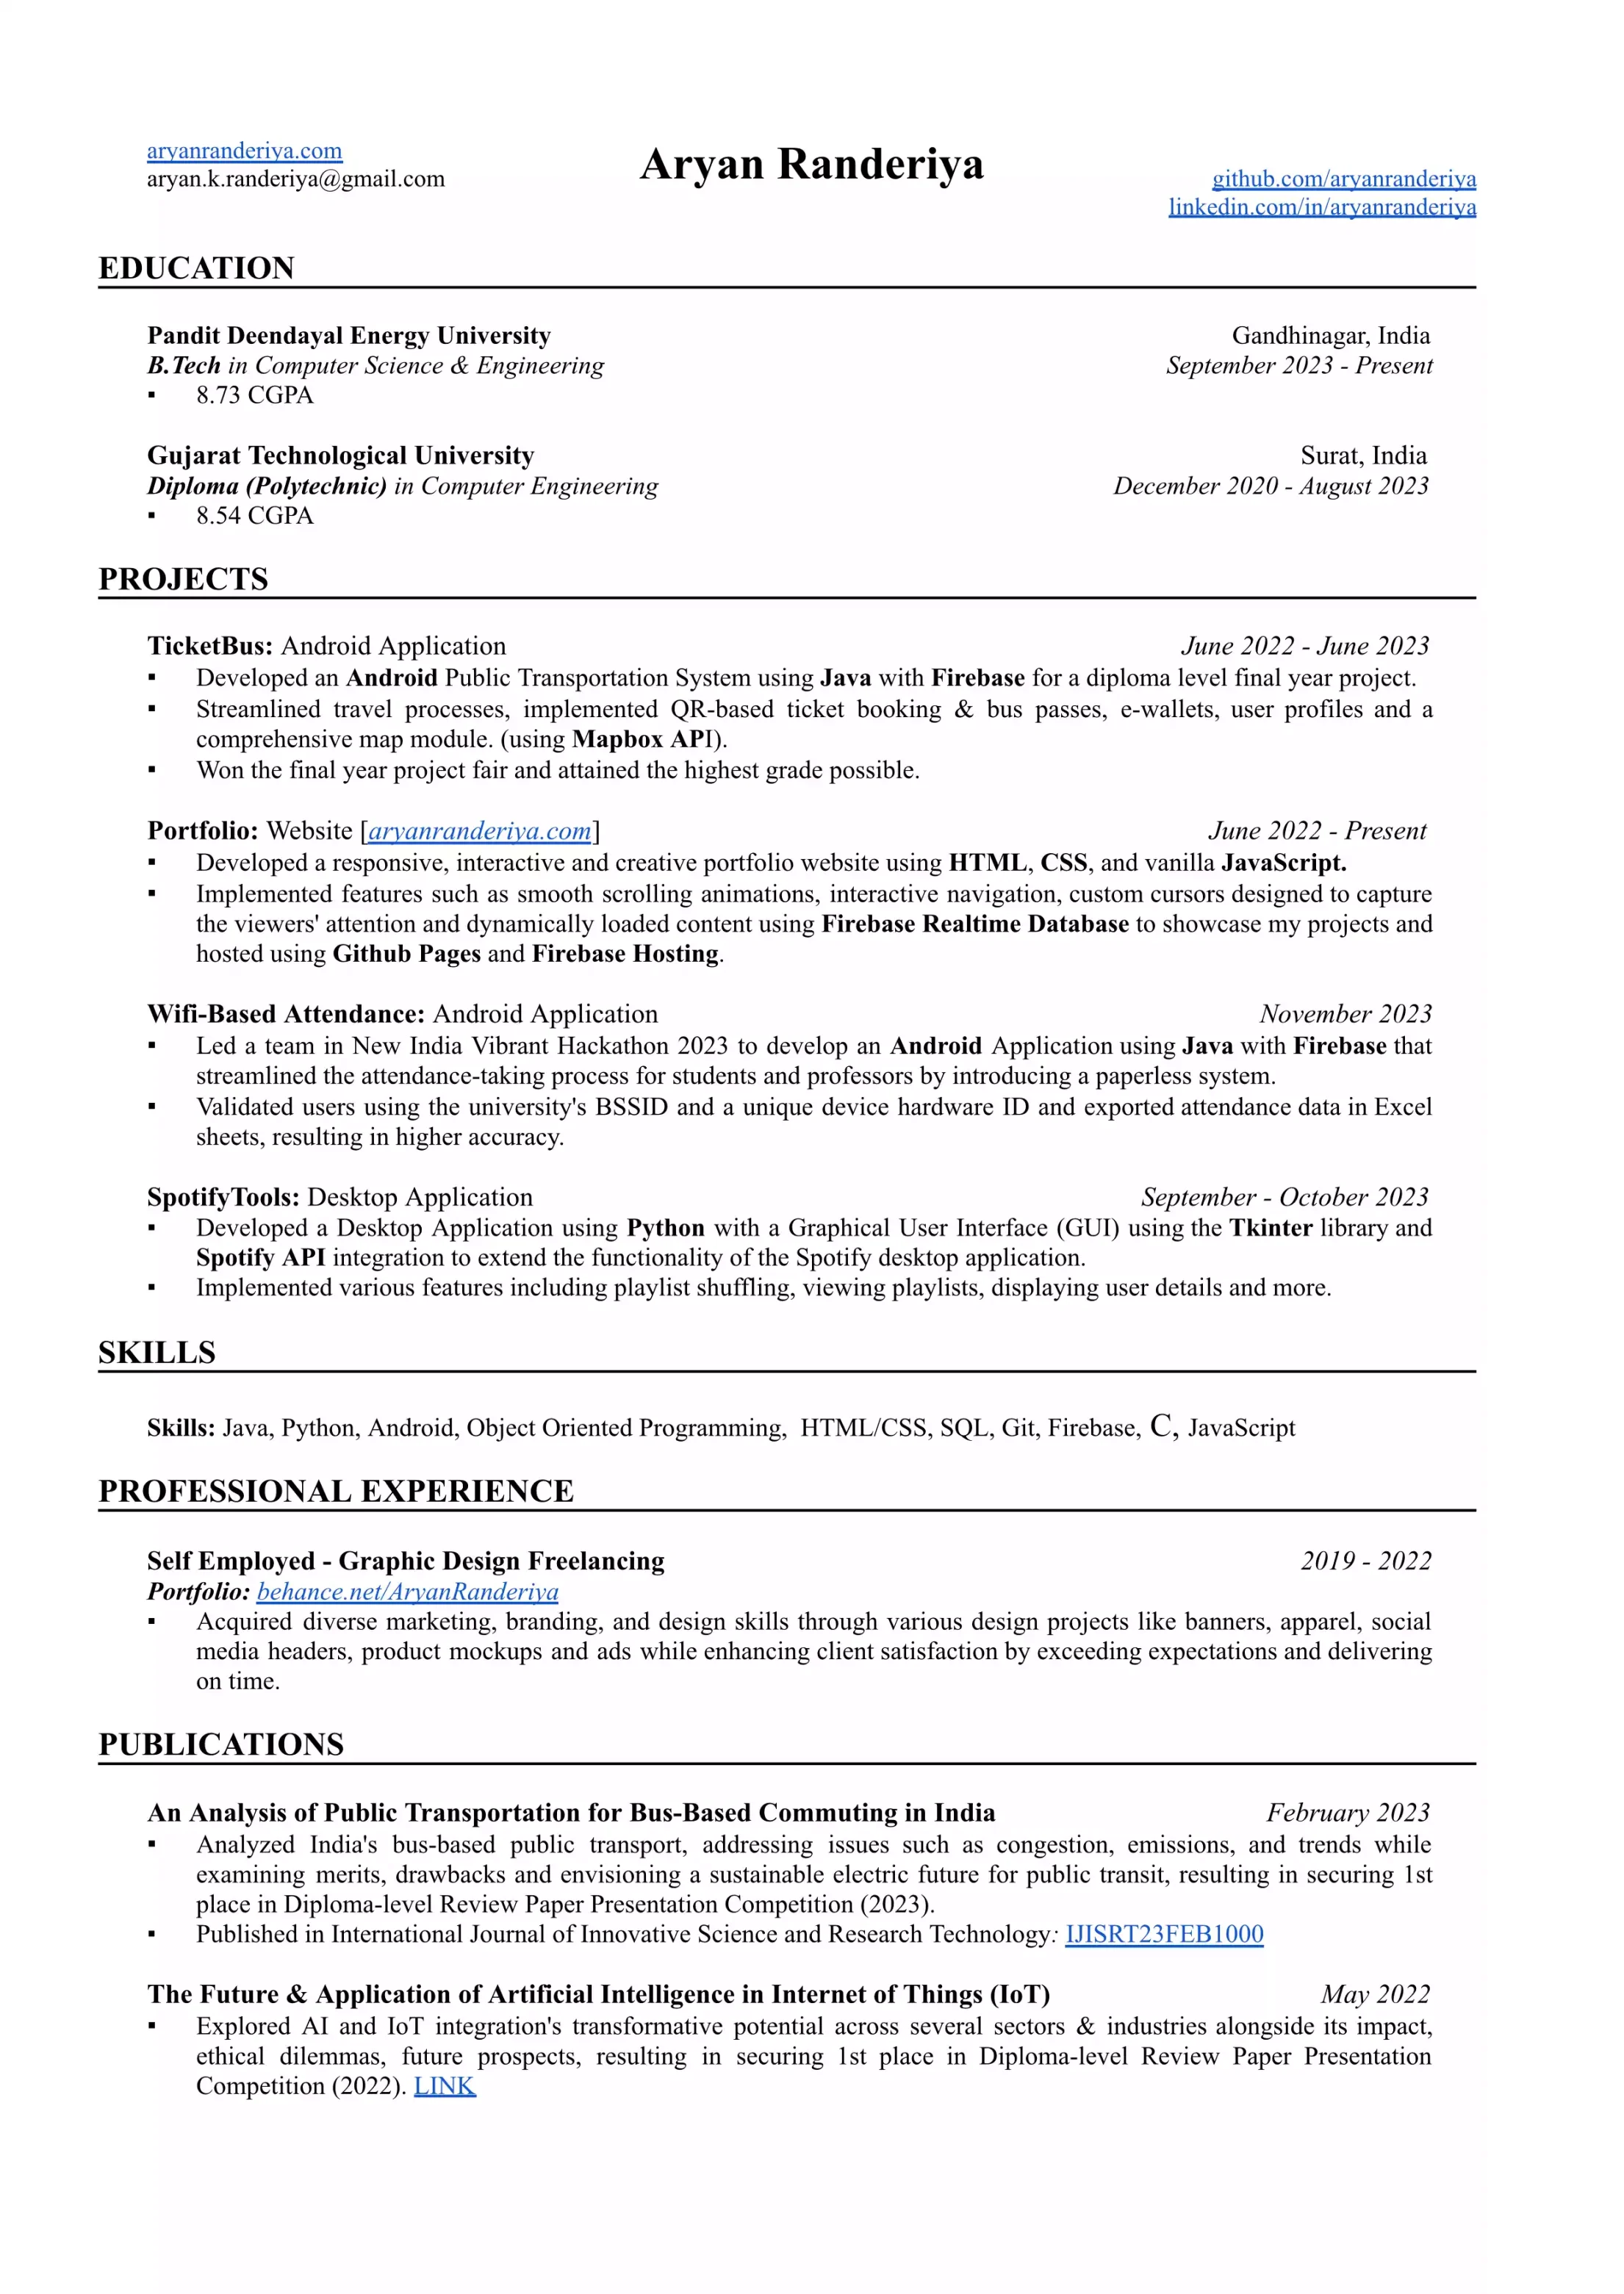 aryanranderiya.com
aryan.k.randeriya@gmail.com
Aryan Randeriya
github.com/aryanranderiya
linkedin.com/in/aryanranderiya
EDUCATION
Pandit Deendayal Energy University Gandhinagar, India
B.Tech in Computer Science & Engineering September 2023 - Present
▪ 8.73 CGPA
Gujarat Technological University Surat, India
Diploma (Polytechnic) in Computer Engineering December 2020 - August 2023
▪ 8.54 CGPA
PROJECTS
TicketBus: Android Application June 2022 - June 2023
▪ Developed an Android Public Transportation System using Java with Firebase for a diploma level final year project.
▪ Streamlined travel processes, implemented QR-based ticket booking & bus passes, e-wallets, user profiles and a
comprehensive map module. (using Mapbox API).
▪ Won the final year project fair and attained the highest grade possible.
Portfolio: Website [aryanranderiya.com] June 2022 - Present
▪ Developed a responsive, interactive and creative portfolio website using HTML, CSS, and vanilla JavaScript.
▪ Implemented features such as smooth scrolling animations, interactive navigation, custom cursors designed to capture
the viewers' attention and dynamically loaded content using Firebase Realtime Database to showcase my projects and
hosted using Github Pages and Firebase Hosting.
Wifi-Based Attendance: Android Application November 2023
▪ Led a team in New India Vibrant Hackathon 2023 to develop an Android Application using Java with Firebase that
streamlined the attendance-taking process for students and professors by introducing a paperless system.
▪ Validated users using the university's BSSID and a unique device hardware ID and exported attendance data in Excel
sheets, resulting in higher accuracy.
SpotifyTools: Desktop Application September - October 2023
▪ Developed a Desktop Application using Python with a Graphical User Interface (GUI) using the Tkinter library and
Spotify API integration to extend the functionality of the Spotify desktop application.
▪ Implemented various features including playlist shuffling, viewing playlists, displaying user details and more.
SKILLS
Skills: Java, Python, Android, Object Oriented Programming, HTML/CSS, SQL, Git, Firebase, C, JavaScript
PROFESSIONAL EXPERIENCE
Self Employed - Graphic Design Freelancing 2019 - 2022
Portfolio: behance.net/AryanRanderiya
▪ Acquired diverse marketing, branding, and design skills through various design projects like banners, apparel, social
media headers, product mockups and ads while enhancing client satisfaction by exceeding expectations and delivering
on time.
PUBLICATIONS
An Analysis of Public Transportation for Bus-Based Commuting in India February 2023
▪ Analyzed India's bus-based public transport, addressing issues such as congestion, emissions, and trends while
examining merits, drawbacks and envisioning a sustainable electric future for public transit, resulting in securing 1st
place in Diploma-level Review Paper Presentation Competition (2023).
▪ Published in International Journal of Innovative Science and Research Technology: IJISRT23FEB1000
The Future & Application of Artificial Intelligence in Internet of Things (IoT) May 2022
▪ Explored AI and IoT integration's transformative potential across several sectors & industries alongside its impact,
ethical dilemmas, future prospects, resulting in securing 1st place in Diploma-level Review Paper Presentation
Competition (2022). LINK